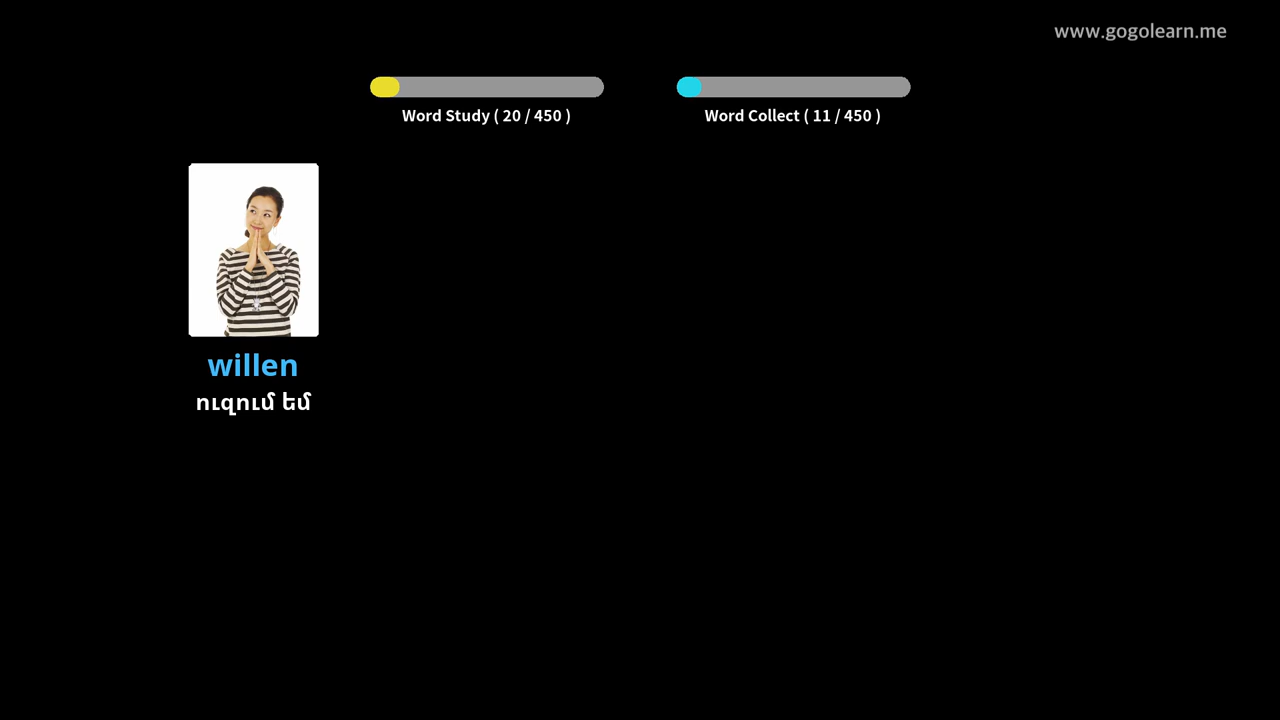 www.gogolearn.me
Word Study ( 20 / 450 )
Word Collect ( 11 / 450 )
willen
ուզում եմ